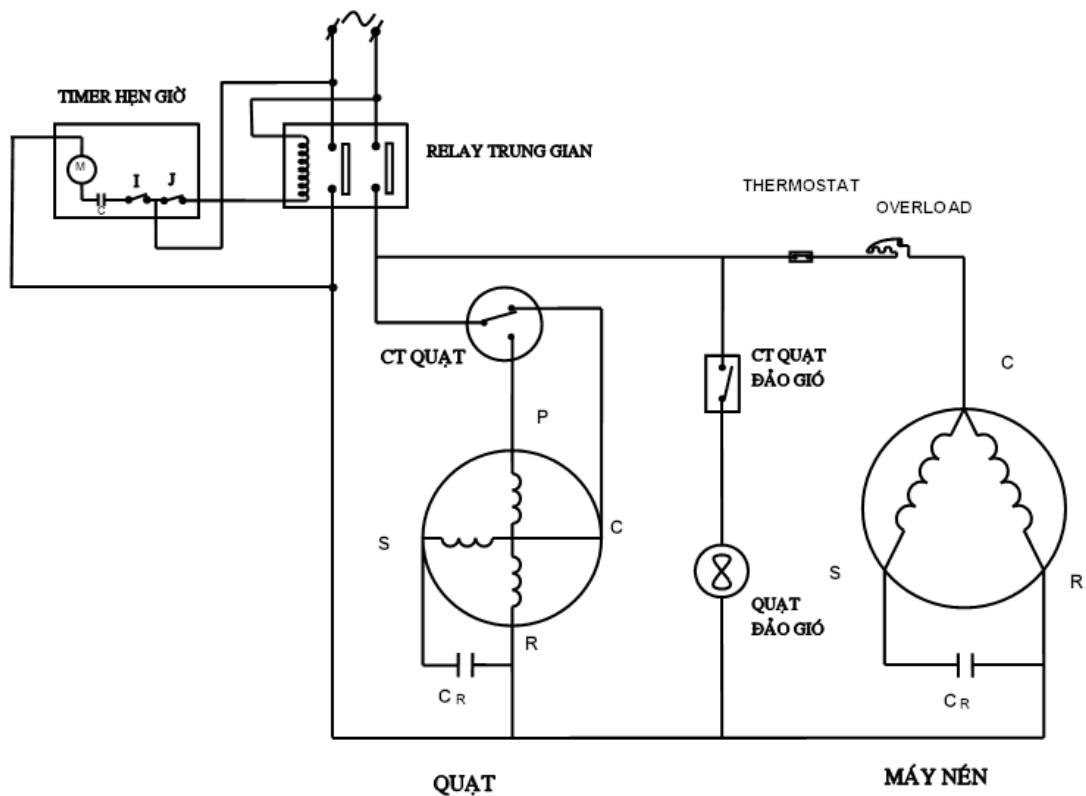 TIMER HẸN GIỜ
M
I
J
C
RELAY TRUNG GIAN
THERMOSTAT
OVERLOAD
CT QUẠT
CT QUẠT
ĐẢO GIÓ
C
P
S
C
R
C R
QUẠT
ĐẢO GIÓ
S
R
C R
QUẠT
MÁY NÉN